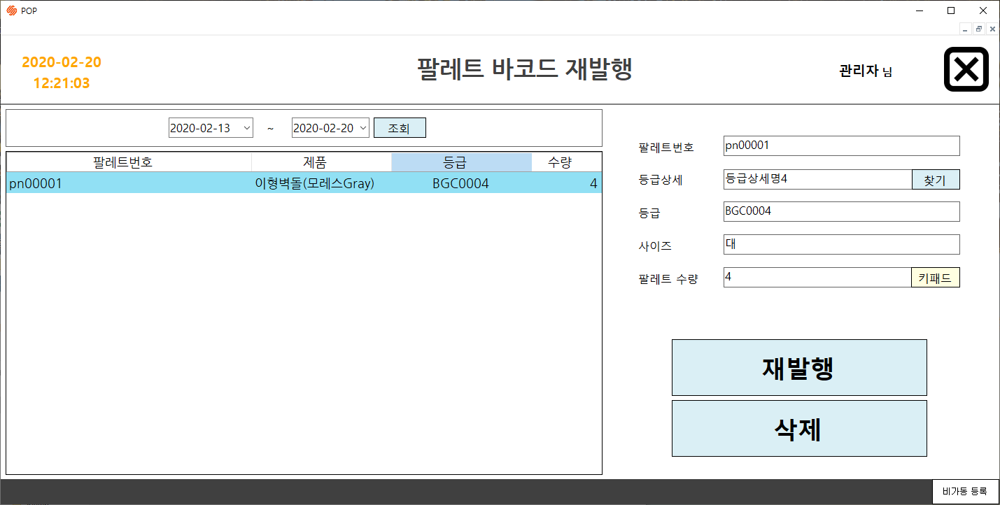 POP
2020-02-20
12:21:03
팔레트 바코드 재발행
관리자 님
2020-02-13 ~ 2020-02-20 조회
팔레트번호 제품 등급 수량
pn00001 이형벽돌(모레스Gray) BGC0004 4
팔레트번호 pn00001
등급상세 등급상세명4 찾기
등급 BGC0004
사이즈 대
팔레트 수량 4 키패드
재발행
삭제
비가동 등록